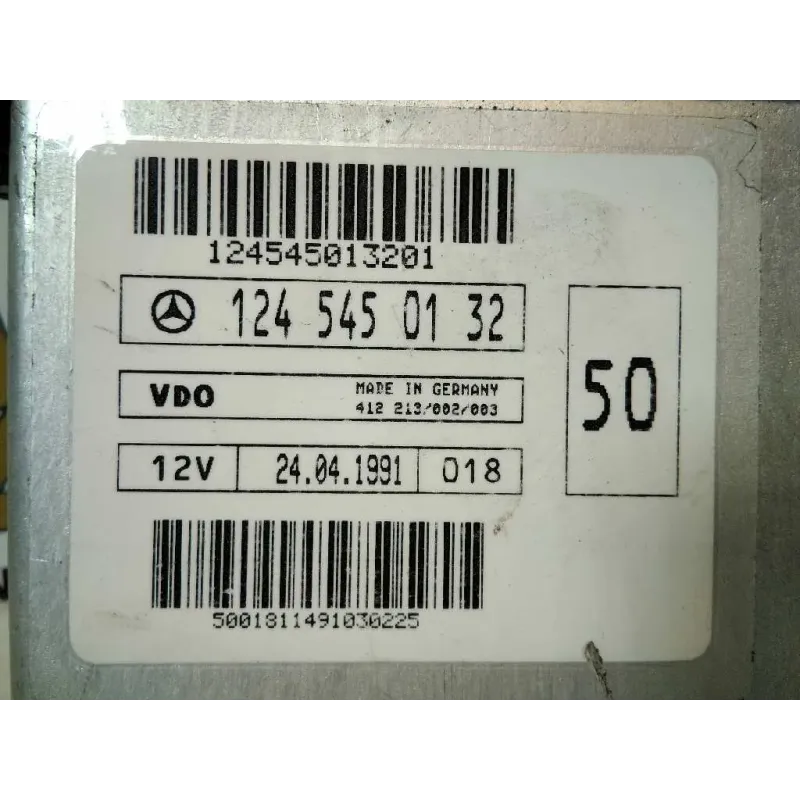 124545013201
124 545 01 32
VDO
MADE IN GERMANY
412 213/002/003
50
12V 24.04.1991 018
5001811491030225